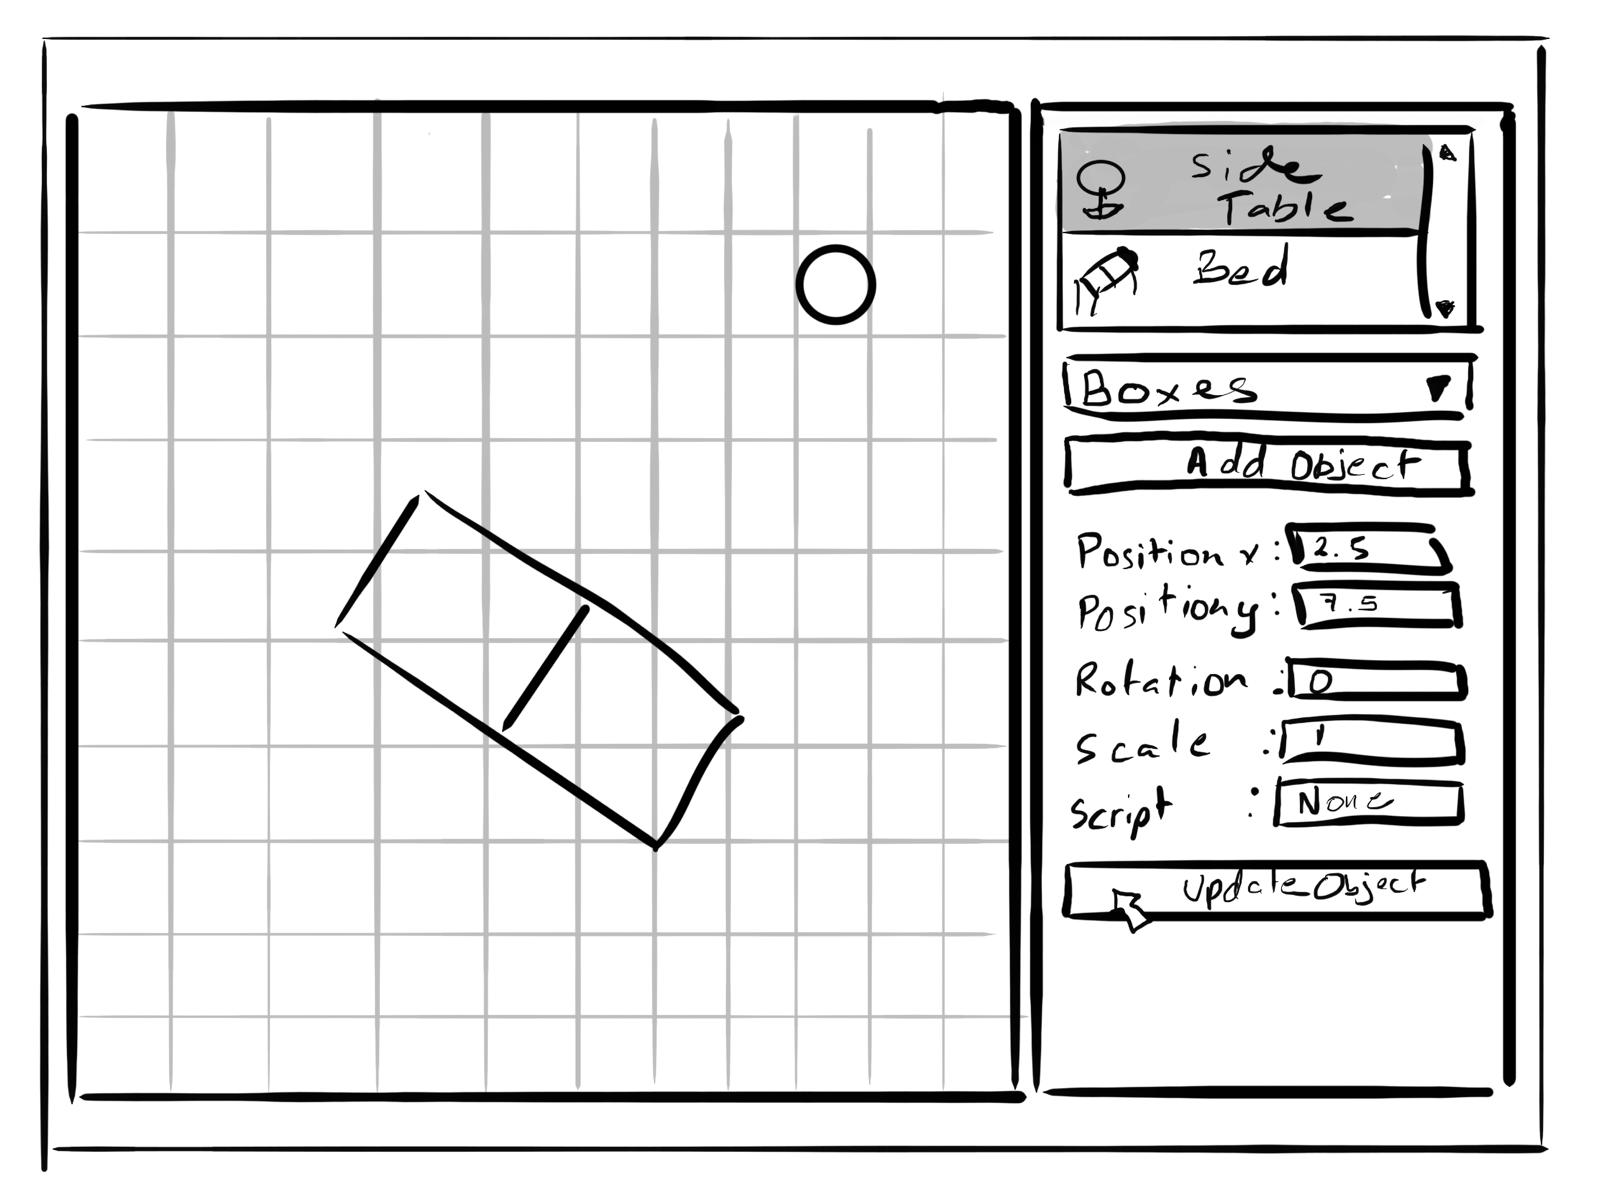 Side
Table
Bed
Boxes
Add Object
Position x : 2.5
Position y : 7.5
Rotation : 0
Scale : 1
Script : None
Update Object